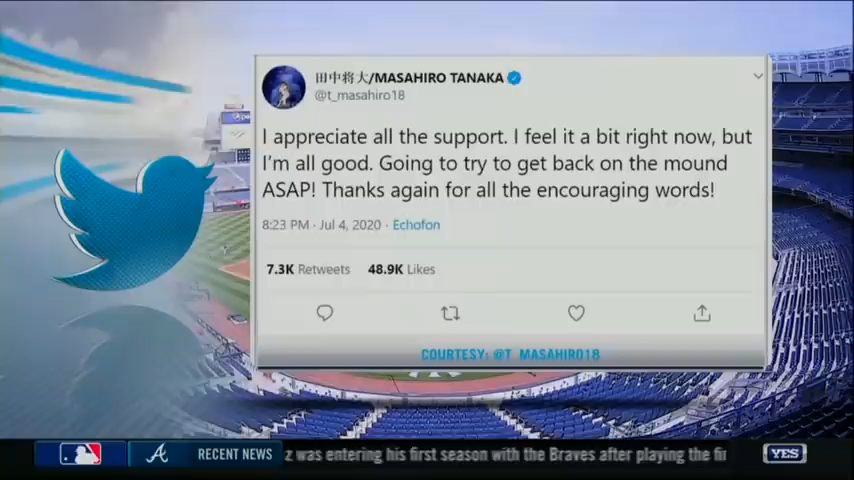 田中将大/MASAHIRO TANAKA
@t_masahiro18
I appreciate all the support. I feel it a bit right now, but
I'm all good. Going to try to get back on the mound
ASAP! Thanks again for all the encouraging words!
8:23 PM · Jul 4, 2020 · Echofon
7.3K Retweets 48.9K Likes
COURTESY: @T_MASAHIRO18
RECENT NEWS z was entering his first season with the Braves after playing the fir
YES